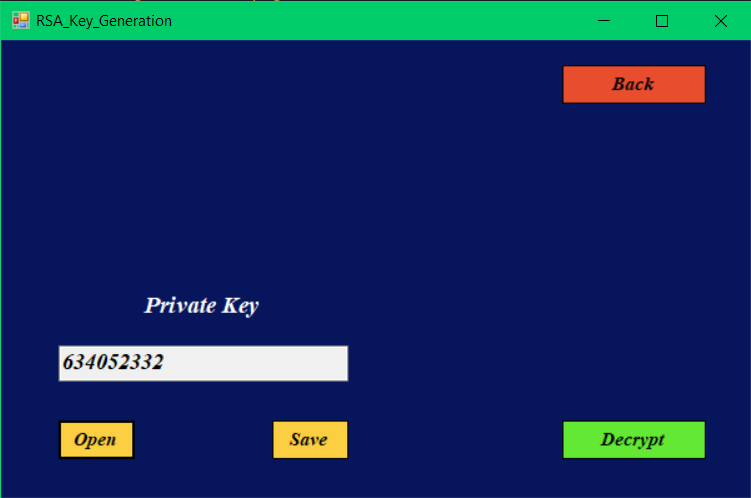 RSA_Key_Generation
Back
Private Key
634052332
Open
Save
Decrypt